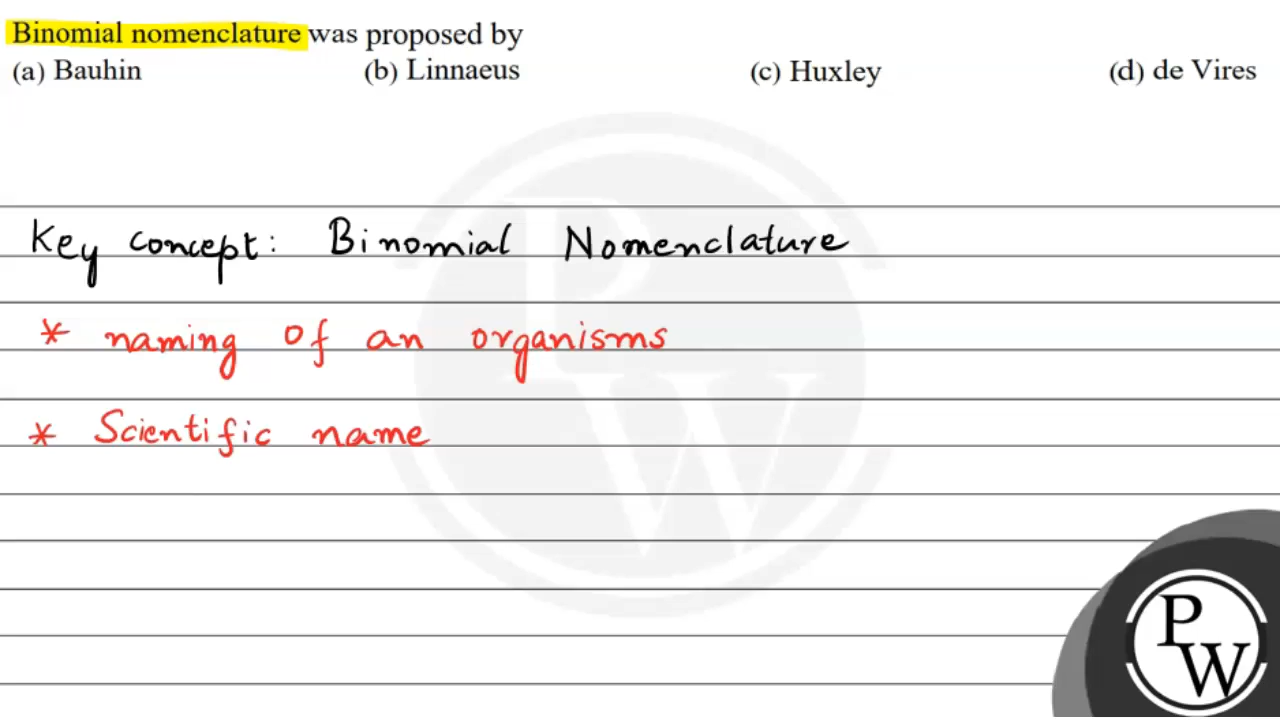 Binomial nomenclature was proposed by
(a) Bauhin (b) Linnaeus (c) Huxley (d) de Vires
Key concept: Binomial Nomenclature
* naming of an organisms
* Scientific name
PW
PW